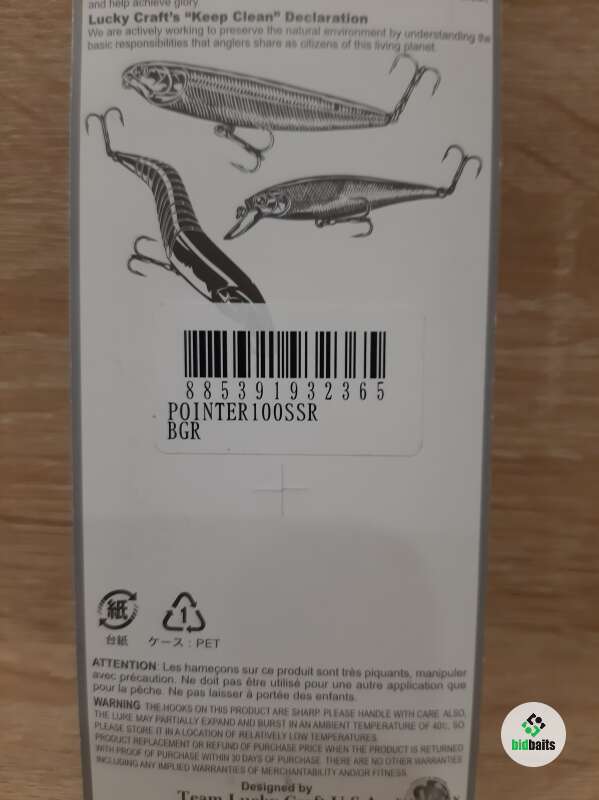 and help achieve glory.
Lucky Craft's "Keep Clean" Declaration
We are actively working to preserve the natural environment by understanding the
basic responsibilities that anglers share as citizens of this living planet.
885391932365
POINTER100SSR
BGR
紙
1
台紙
ケース : PET
ATTENTION: Les hameçons sur ce produit sont très piquants, manipuler
avec précaution. Ne doit pas être utilisé pour une autre application que
pour la pêche. Ne pas laisser à portée des enfants.
WARNING THE HOOKS ON THIS PRODUCT ARE SHARP. PLEASE HANDLE WITH CARE. ALSO,
THE LURE MAY PARTIALLY EXPAND AND BURST IN AN AMBIENT TEMPERATURE OF 40℃, SO
PLEASE STORE IT IN A LOCATION OF RELATIVELY LOW TEMPERATURES.
PRODUCT REPLACEMENT OR REFUND OF PURCHASE PRICE WHEN THE PRODUCT IS RETURNED
WITH PROOF OF PURCHASE WITHIN 30 DAYS OF PURCHASE. THERE ARE NO OTHER WARRANTIES
INCLUDING ANY IMPLIED WARRANTIES OF MERCHANTABILITY AND/OR FITNESS.
Designed by
Team Lucky Craft U.S.A.
bidbaits